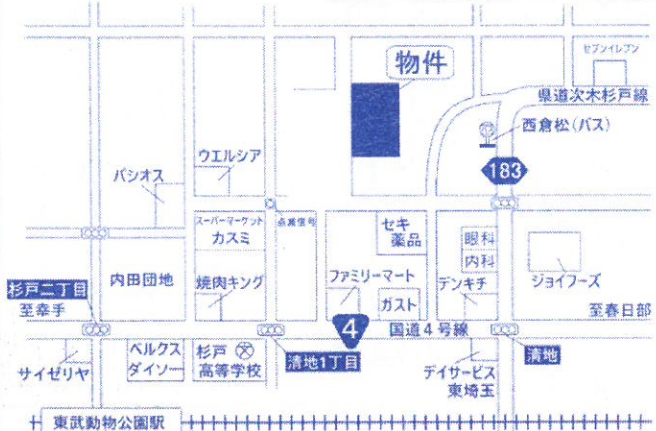 セブンイレブン
物件
県道次木杉戸線
西倉松(バス)
ウエルシア
183
パシオス
スーパーマーケット
カスミ
点滅信号
セキ
薬品
眼科
内科
内田団地
焼肉キング
ファミリーマート
デンキチ
ジョイフーズ
杉戸二丁目
至幸手
ガスト
至春日部
4
国道4号線
サイゼリヤ
ベルクス
ダイソー
杉戸
高等学校
清地1丁目
清地
デイサービス
東埼玉
東武動物公園駅